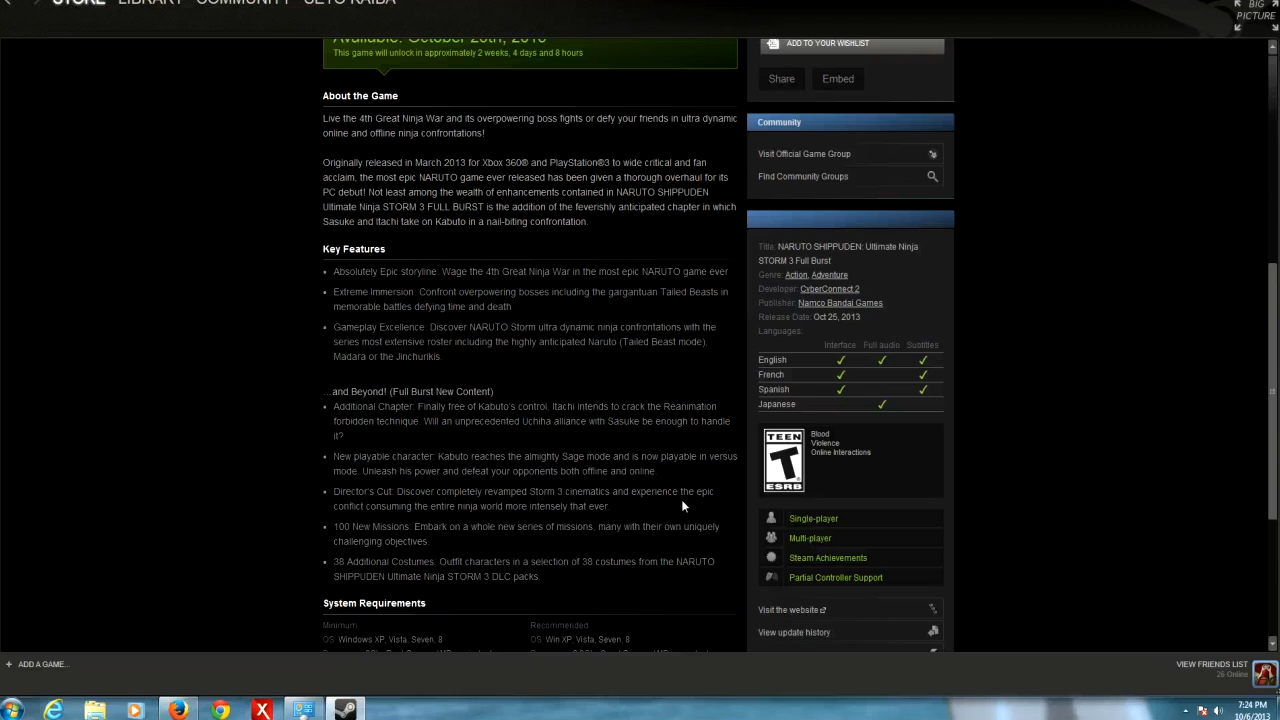 STORE LIBRARY COMMUNITY SETO KAIBA
BIG
PICTURE
Available: October 25th, 2013
This game will unlock in approximately 2 weeks, 4 days and 8 hours
About the Game
Live the 4th Great Ninja War and its overpowering boss fights or defy your friends in ultra dynamic
online and offline ninja confrontations!
Originally released in March 2013 for Xbox 360® and PlayStation®3 to wide critical and fan
acclaim, the most epic NARUTO game ever released has been given a thorough overhaul for its
PC debut! Not least among the wealth of enhancements contained in NARUTO SHIPPUDEN
Ultimate Ninja STORM 3 FULL BURST is the addition of the feverishly anticipated chapter in which
Sasuke and Itachi take on Kabuto in a nail-biting confrontation.
Key Features
Absolutely Epic storyline: Wage the 4th Great Ninja War in the most epic NARUTO game ever
Extreme Immersion: Confront overpowering bosses including the gargantuan Tailed Beasts in
memorable battles defying time and death
Gameplay Excellence: Discover NARUTO Storm ultra dynamic ninja confrontations with the
series most extensive roster including the highly anticipated Naruto (Tailed Beast mode),
Madara or the Jinchurikis.
...and Beyond! (Full Burst New Content)
Additional Chapter: Finally free of Kabuto's control, Itachi intends to crack the Reanimation
forbidden technique. Will an unprecedented Uchiha alliance with Sasuke be enough to handle
it?
New playable character: Kabuto reaches the almighty Sage mode and is now playable in versus
mode. Unleash his power and defeat your opponents both offline and online
Director's Cut: Discover completely revamped Storm 3 cinematics and experience the epic
conflict consuming the entire ninja world more intensely that ever
100 New Missions: Embark on a whole new series of missions, many with their own uniquely
challenging objectives.
38 Additional Costumes: Outfit characters in a selection of 38 costumes from the NARUTO
SHIPPUDEN Ultimate Ninja STORM 3 DLC packs.
System Requirements
Minimum: Recommended:
OS: Windows XP, Vista, Seven, 8 OS: Win XP, Vista, Seven, 8
ADD TO YOUR WISHLIST
Share Embed
Community
Visit Official Game Group
Find Community Groups
Title: NARUTO SHIPPUDEN: Ultimate Ninja
STORM 3 Full Burst
Genre: Action, Adventure
Developer: CyberConnect 2
Publisher: Namco Bandai Games
Release Date: Oct 25, 2013
Languages:
Interface Full audio Subtitles
English ✓ ✓ ✓
French ✓ ✓
Spanish ✓ ✓
Japanese ✓
TEEN
T
ESRB
Blood
Violence
Online Interactions
Single-player
Multi-player
Steam Achievements
Partial Controller Support
Visit the website
View update history
+ ADD A GAME...
VIEW FRIENDS LIST
26 Online
7:24 PM
10/6/2013